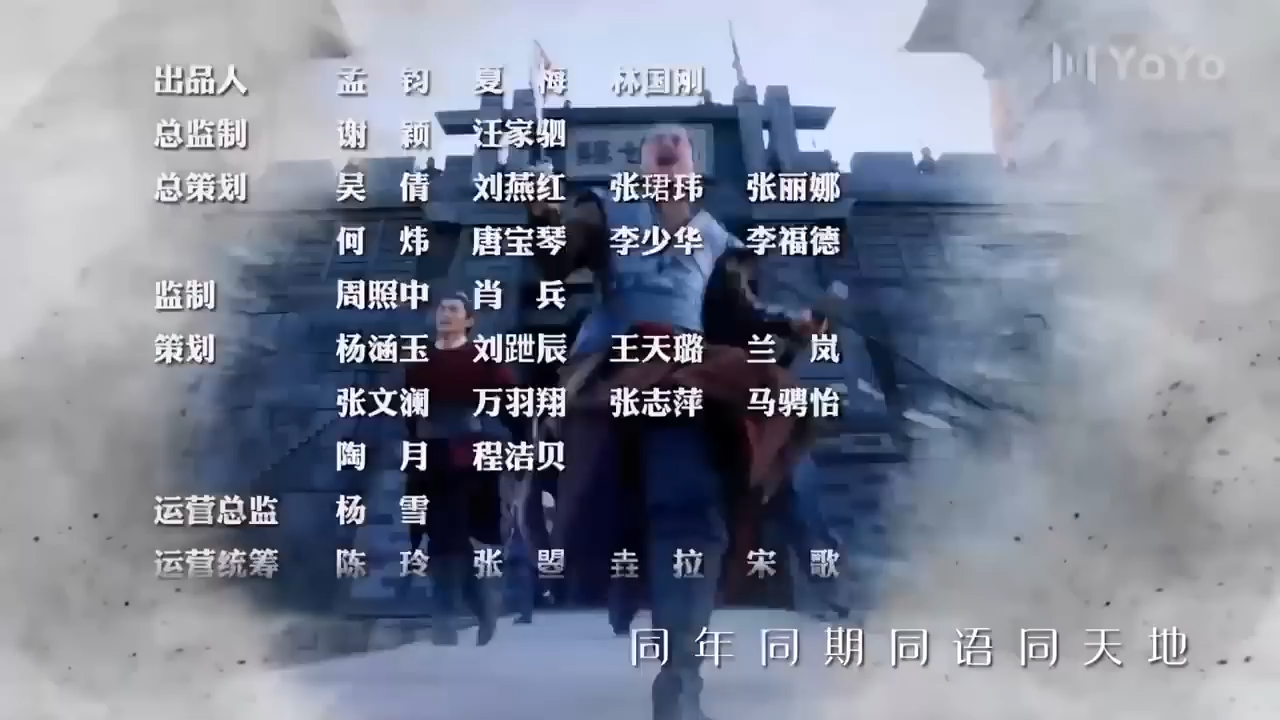 YoYo
出品人 孟钧 夏梅 林国刚
总监制 谢颖 汪家驷
总策划 吴倩 刘燕红 张珺玮 张丽娜
何炜 唐宝琴 李少华 李福德
监制 周照中 肖兵
策划 杨涵玉 刘跇辰 王天璐 兰岚
张文澜 万羽翔 张志萍 马骋怡
陶月 程洁贝
运营总监 杨雪
运营统筹 陈玲 张曌 垚拉 宋歌
同年同期同语同天地